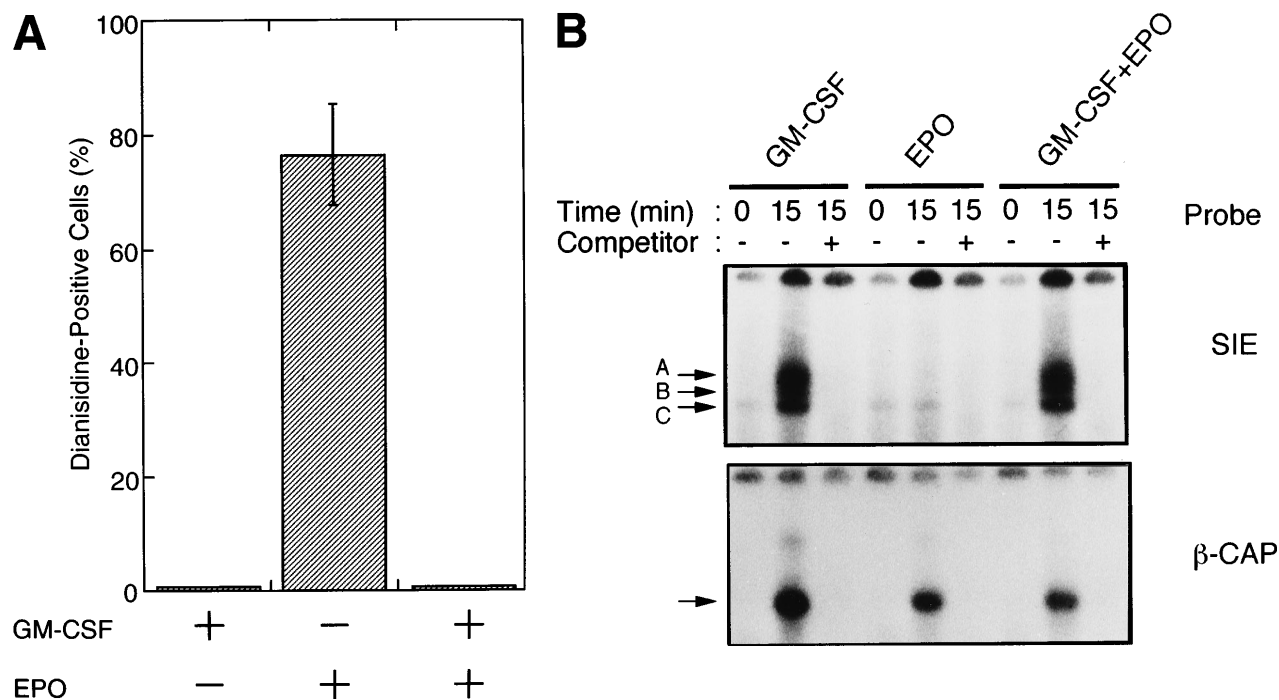 A
Dianisidine-Positive Cells (%)
100
80
60
40
20
0
GM-CSF + − +
EPO − + +
B
GM-CSF EPO GM-CSF+EPO
Time (min) : 0 15 15 0 15 15 0 15 15 Probe
Competitor : - - + - - + - - +
SIE
A
B
C
β-CAP